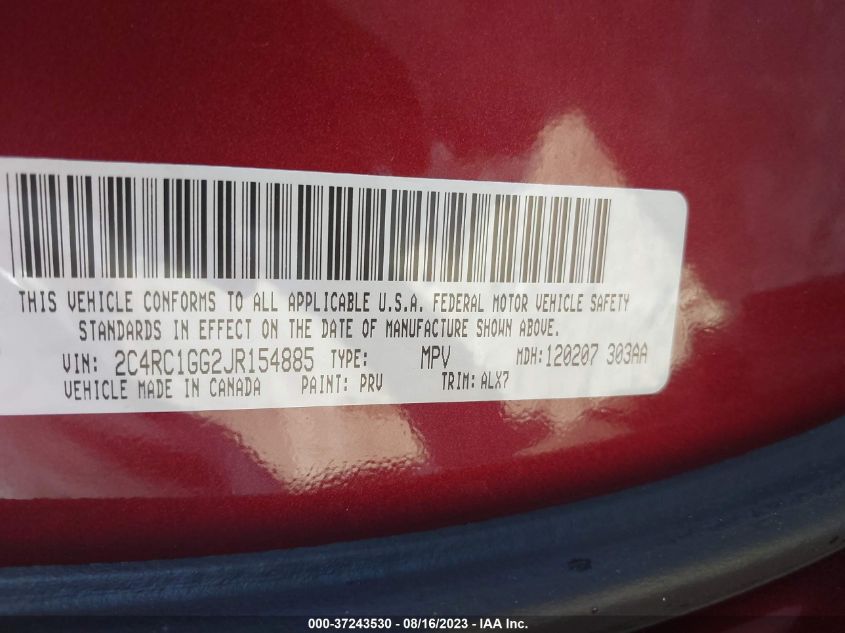 THIS VEHICLE CONFORMS TO ALL APPLICABLE U.S.A. FEDERAL MOTOR VEHICLE SAFETY
STANDARDS IN EFFECT ON THE DATE OF MANUFACTURE SHOWN ABOVE.
VIN: 2C4RC1GG2JR154885 TYPE: MPV MDH:120207 303AA
VEHICLE MADE IN CANADA PAINT: PRV TRIM: ALX7
000-37243530 - 08/16/2023 - IAA Inc.